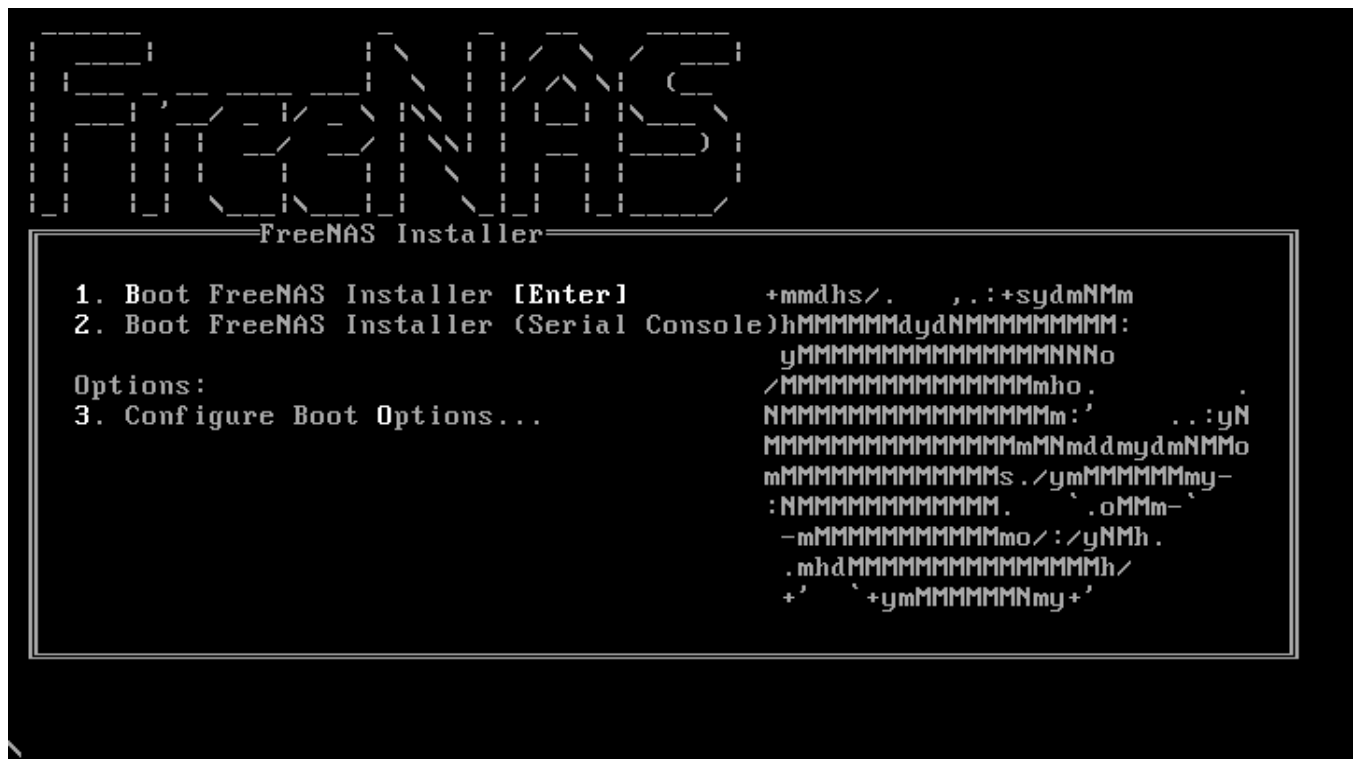 FreeNAS
FreeNAS Installer
1. Boot FreeNAS Installer [Enter]
2. Boot FreeNAS Installer (Serial Console)
Options:
3. Configure Boot Options...